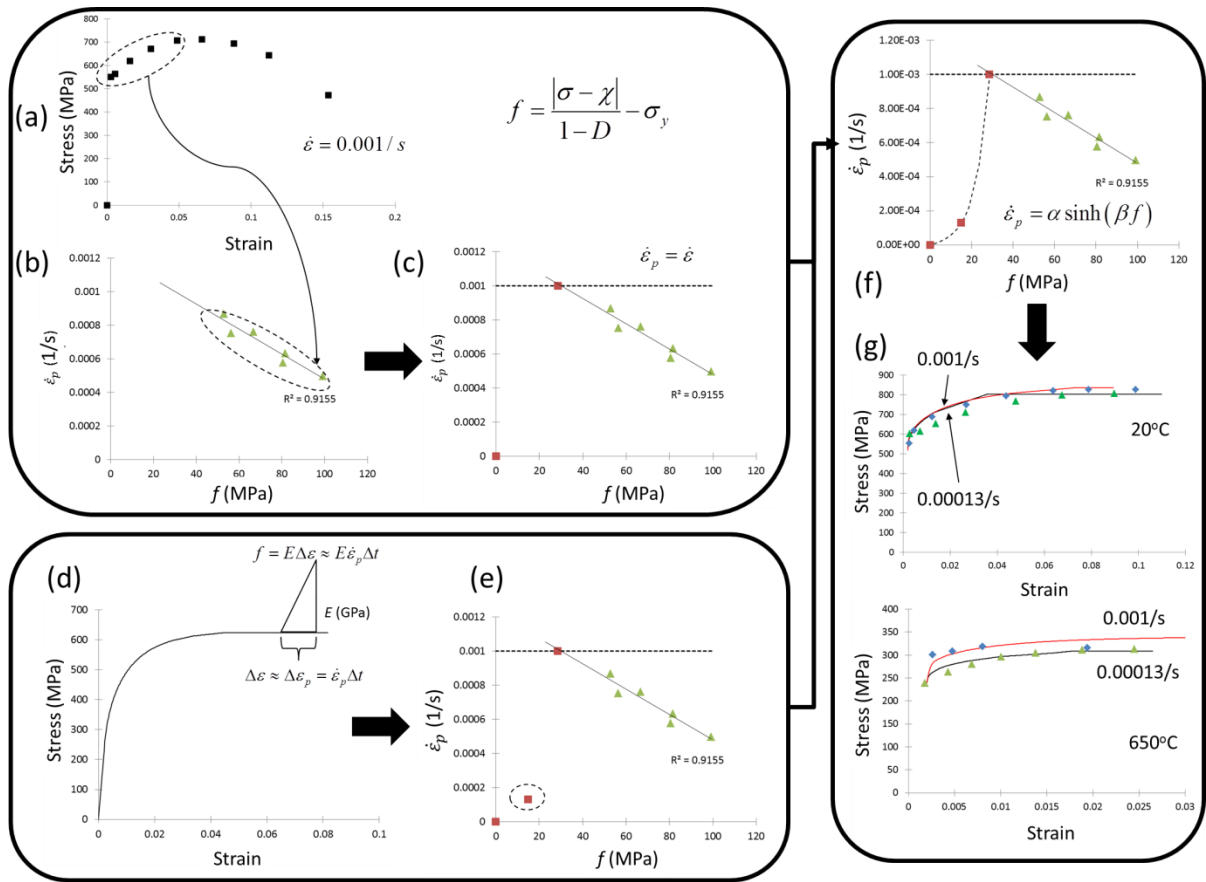 (a)
Stress (MPa)
800
700
600
500
400
300
200
100
0
0 0.05 0.1 0.15 0.2
Strain
ε̇ = 0.001/ s
f = |σ − χ| / (1 − D) − σ_y
(b)
ε̇_p (1/s)
0.0012
0.001
0.0008
0.0006
0.0004
0.0002
0
0 20 40 60 80 100 120
f (MPa)
R² = 0.9155
(c)
ε̇_p = ε̇
ε̇_p (1/s)
0.0012
0.001
0.0008
0.0006
0.0004
0.0002
0
0 20 40 60 80 100 120
f (MPa)
R² = 0.9155
(d)
f = EΔε ≈ Eε̇_pΔt
E (GPa)
Δε ≈ Δε_p = ε̇_pΔt
Stress (MPa)
700
600
500
400
300
200
100
0
0 0.02 0.04 0.06 0.08 0.1
Strain
(e)
ε̇_p (1/s)
0.0012
0.001
0.0008
0.0006
0.0004
0.0002
0
0 20 40 60 80 100 120
f (MPa)
R² = 0.9155
ε̇_p (1/s)
1.20E-03
1.00E-03
8.00E-04
6.00E-04
4.00E-04
2.00E-04
0.00E+00
0 20 40 60 80 100 120
R² = 0.9155
ε̇_p = α sinh(βf)
f (MPa)
(f)
(g)
0.001/s
Stress (MPa)
900
800
700
600
500
400
300
200
100
0
20°C
0.00013/s
0 0.02 0.04 0.06 0.08 0.1 0.12
Strain
Stress (MPa)
400
350
300
250
200
150
100
50
0
0.001/s
0.00013/s
650°C
0 0.005 0.01 0.015 0.02 0.025 0.03
Strain